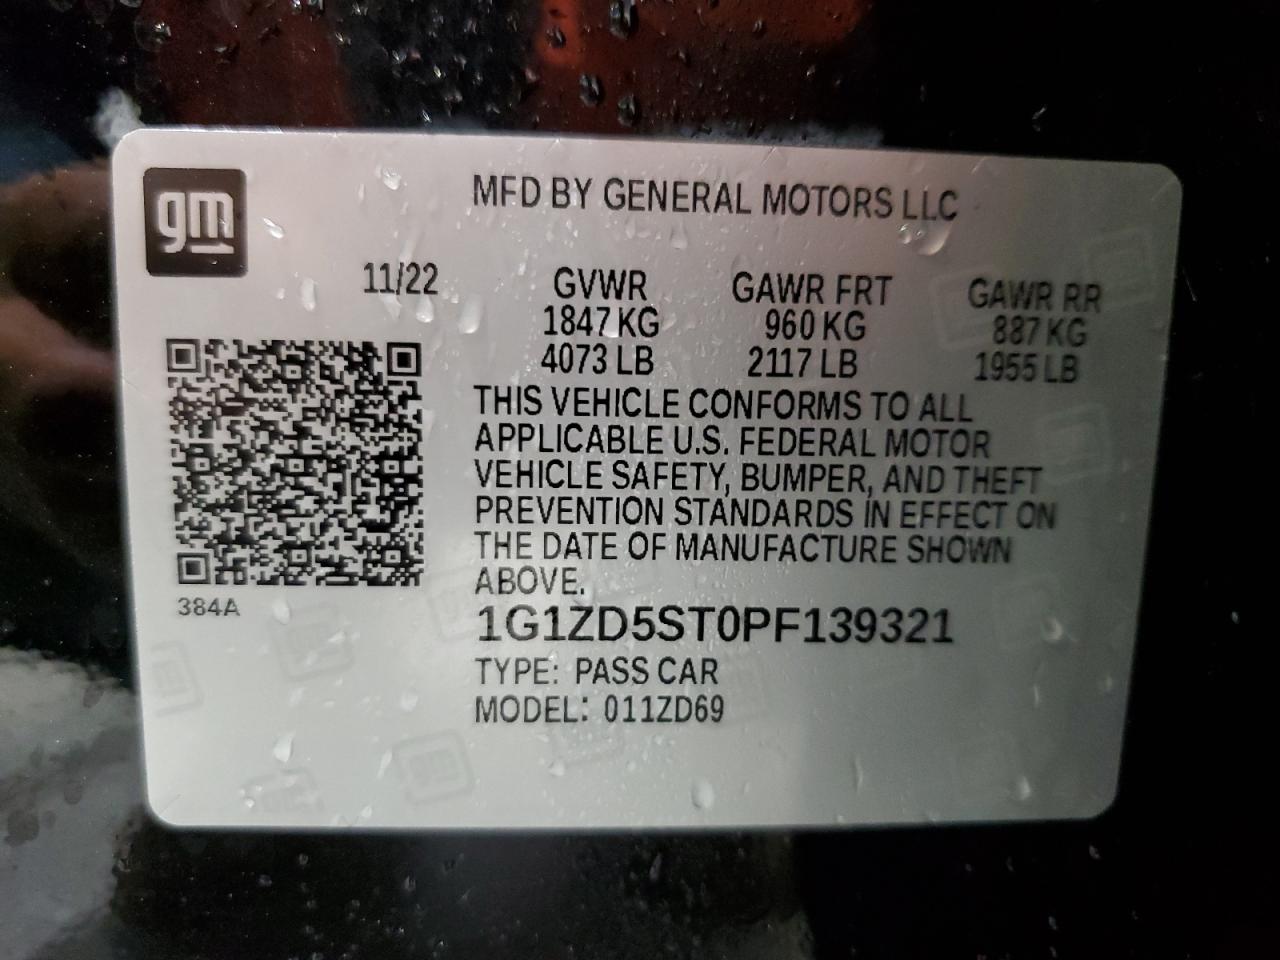 gm
MFD BY GENERAL MOTORS LLC
11/22 GVWR GAWR FRT GAWR RR
1847 KG 960 KG 887 KG
4073 LB 2117 LB 1955 LB
THIS VEHICLE CONFORMS TO ALL
APPLICABLE U.S. FEDERAL MOTOR
VEHICLE SAFETY, BUMPER, AND THEFT
PREVENTION STANDARDS IN EFFECT ON
THE DATE OF MANUFACTURE SHOWN
ABOVE.
384A
1G1ZD5ST0PF139321
TYPE: PASS CAR
MODEL: 011ZD69